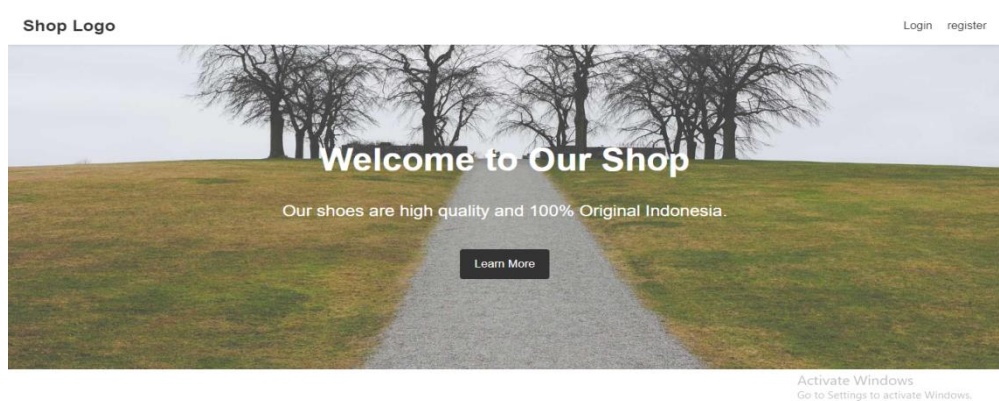 Shop Logo
Login register
Welcome to Our Shop
Our shoes are high quality and 100% Original Indonesia.
Learn More
Activate Windows
Go to Settings to activate Windows.